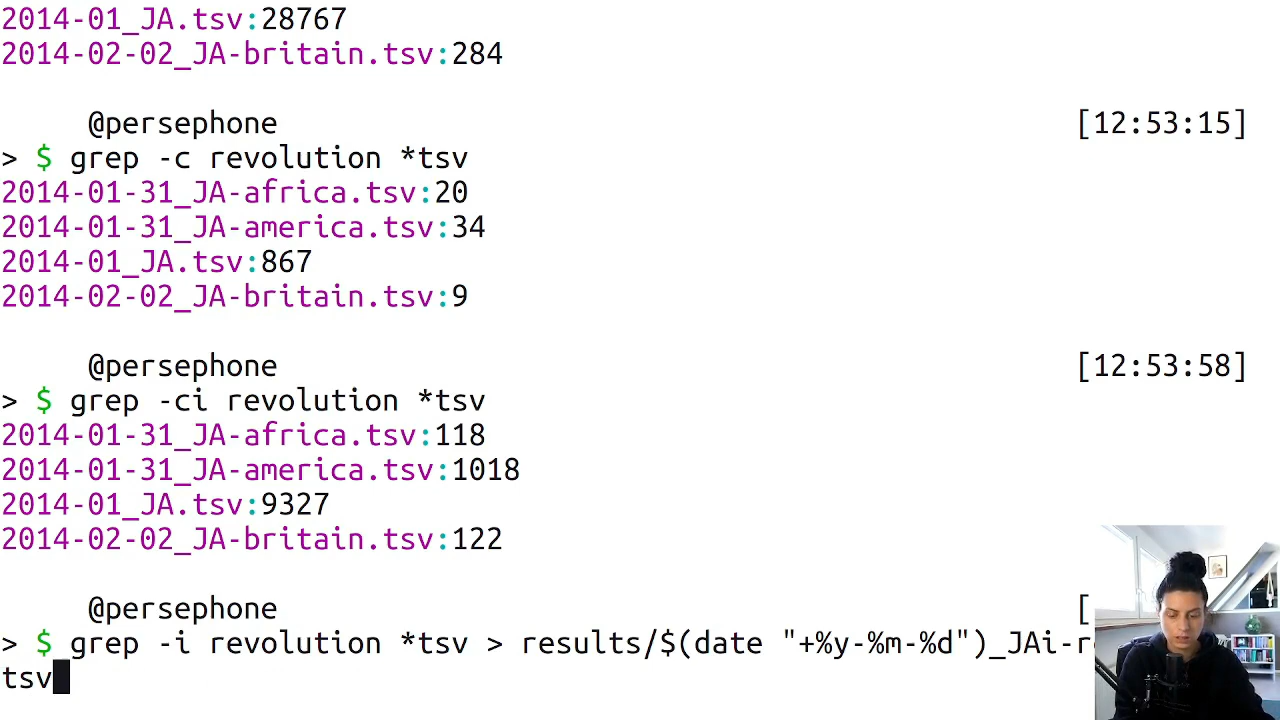 2014-01_JA.tsv:28767
2014-02-02_JA-britain.tsv:284
@persephone [12:53:15]
> $ grep -c revolution *tsv
2014-01-31_JA-africa.tsv:20
2014-01-31_JA-america.tsv:34
2014-01_JA.tsv:867
2014-02-02_JA-britain.tsv:9
@persephone [12:53:58]
> $ grep -ci revolution *tsv
2014-01-31_JA-africa.tsv:118
2014-01-31_JA-america.tsv:1018
2014-01_JA.tsv:9327
2014-02-02_JA-britain.tsv:122
@persephone [
> $ grep -i revolution *tsv > results/$(date "+%y-%m-%d")_JAi-r
tsv